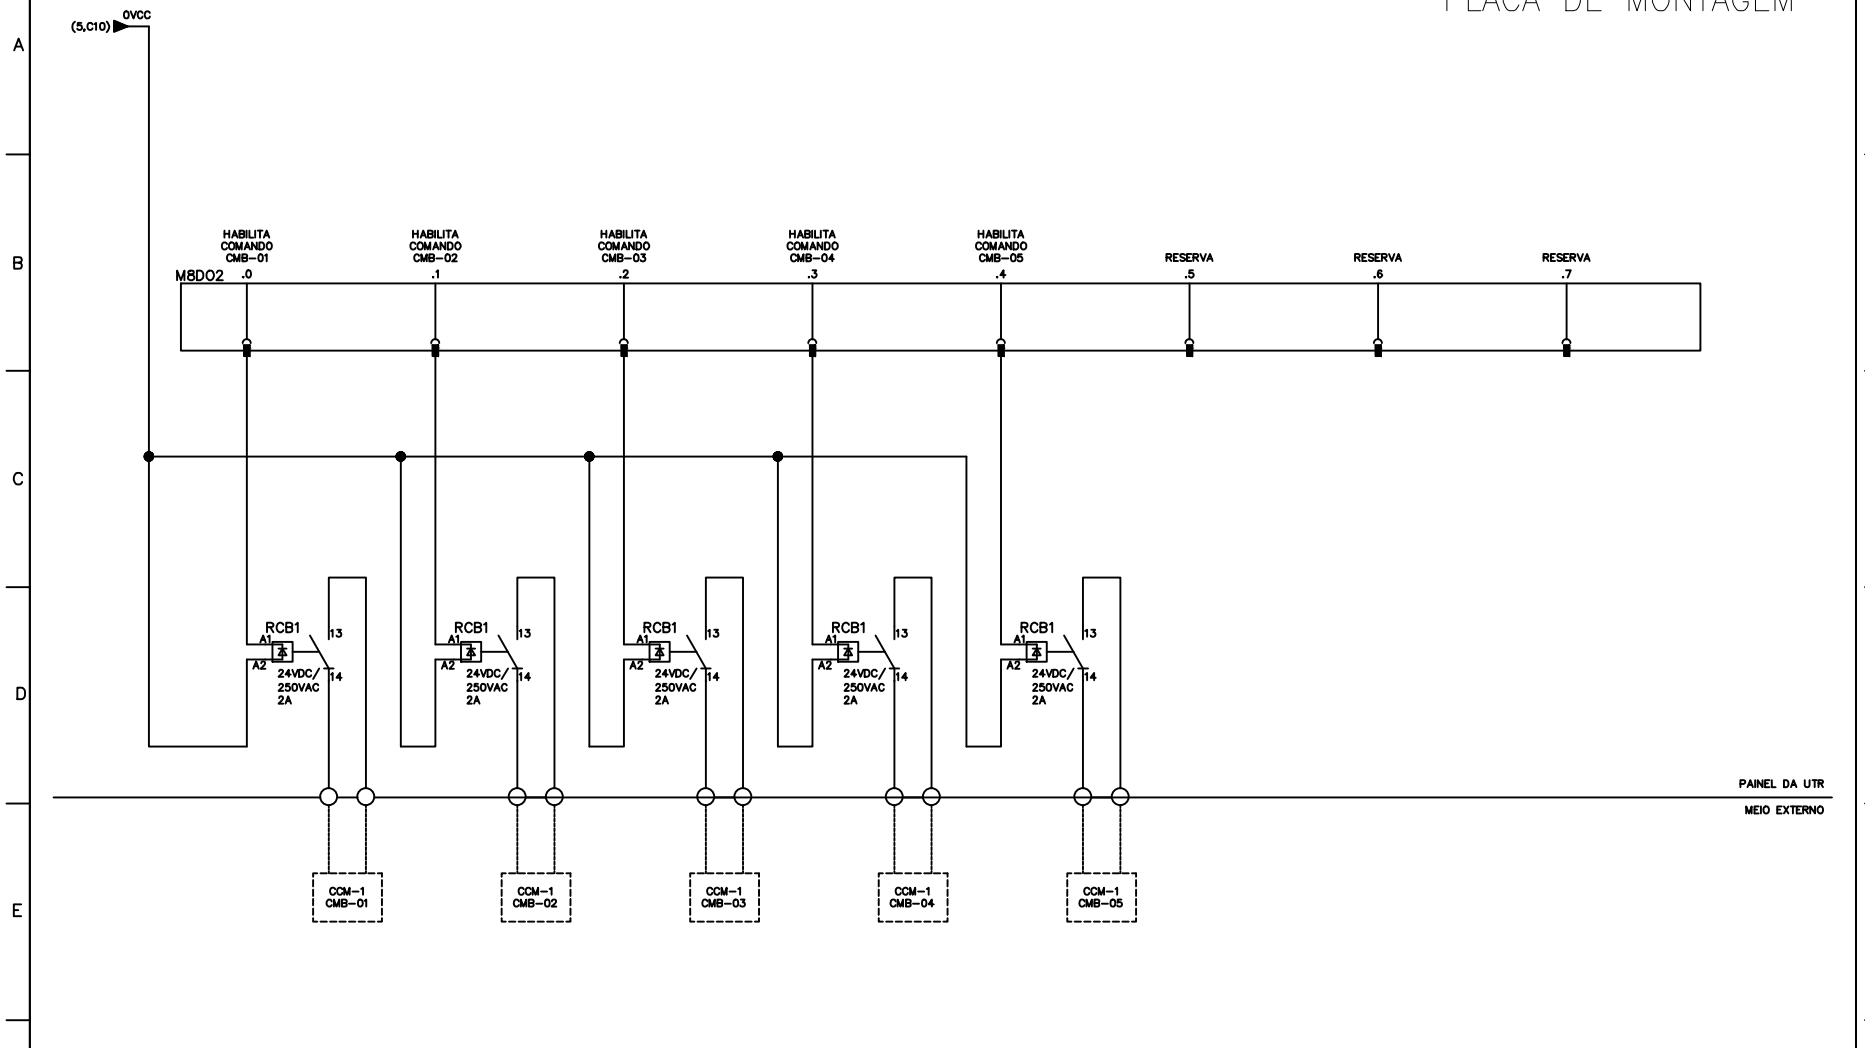 PLACA DE MONTAGEM
0VCC
(5,C10)
A
B
C
D
E
HABILITA
COMANDO
CMB-01
HABILITA
COMANDO
CMB-02
HABILITA
COMANDO
CMB-03
HABILITA
COMANDO
CMB-04
HABILITA
COMANDO
CMB-05
RESERVA
RESERVA
RESERVA
M8DO2 .0 .1 .2 .3 .4 .5 .6 .7
RCB1
A1
A2
13
14
24VDC/
250VAC
2A
RCB1
A1
A2
13
14
24VDC/
250VAC
2A
RCB1
A1
A2
13
14
24VDC/
250VAC
2A
RCB1
A1
A2
13
14
24VDC/
250VAC
2A
RCB1
A1
A2
13
14
24VDC/
250VAC
2A
PAINEL DA UTR
MEIO EXTERNO
CCM-1
CMB-01
CCM-1
CMB-02
CCM-1
CMB-03
CCM-1
CMB-04
CCM-1
CMB-05